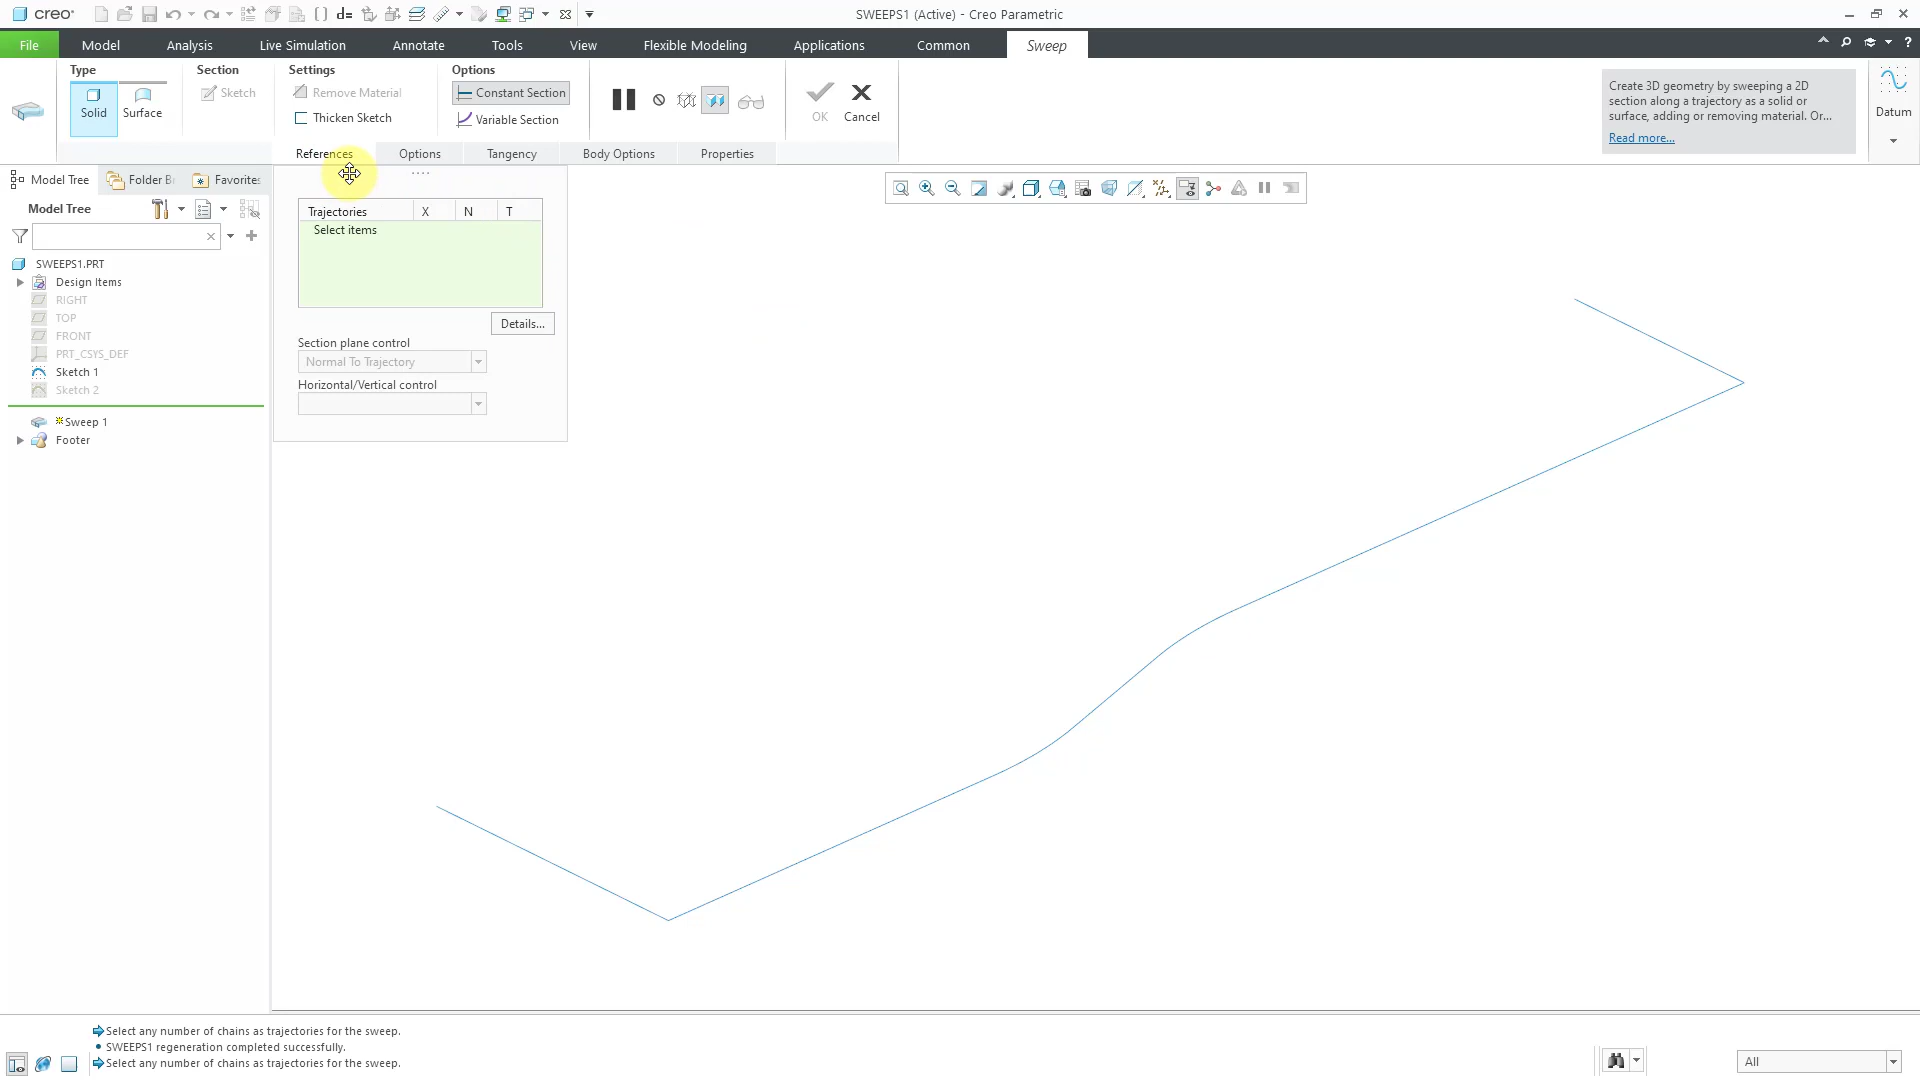 creo
SWEEPS1 (Active) - Creo Parametric
File
Model
Analysis
Live Simulation
Annotate
Tools
View
Flexible Modeling
Applications
Common
Sweep
Type
Section
Settings
Options
Solid
Surface
Sketch
Remove Material
Thicken Sketch
Constant Section
Variable Section
OK
Cancel
Create 3D geometry by sweeping a 2D
section along a trajectory as a solid or
surface, adding or removing material. Or...
Read more...
Datum
References
Options
Tangency
Body Options
Properties
Model Tree
Folder Br
Favorites
Model Tree
SWEEPS1.PRT
Design Items
RIGHT
TOP
FRONT
PRT_CSYS_DEF
Sketch 1
Sketch 2
Sweep 1
Footer
Trajectories X N T
Select items
Details...
Section plane control
Normal To Trajectory
Horizontal/Vertical control
Select any number of chains as trajectories for the sweep.
SWEEPS1 regeneration completed successfully.
Select any number of chains as trajectories for the sweep.
All